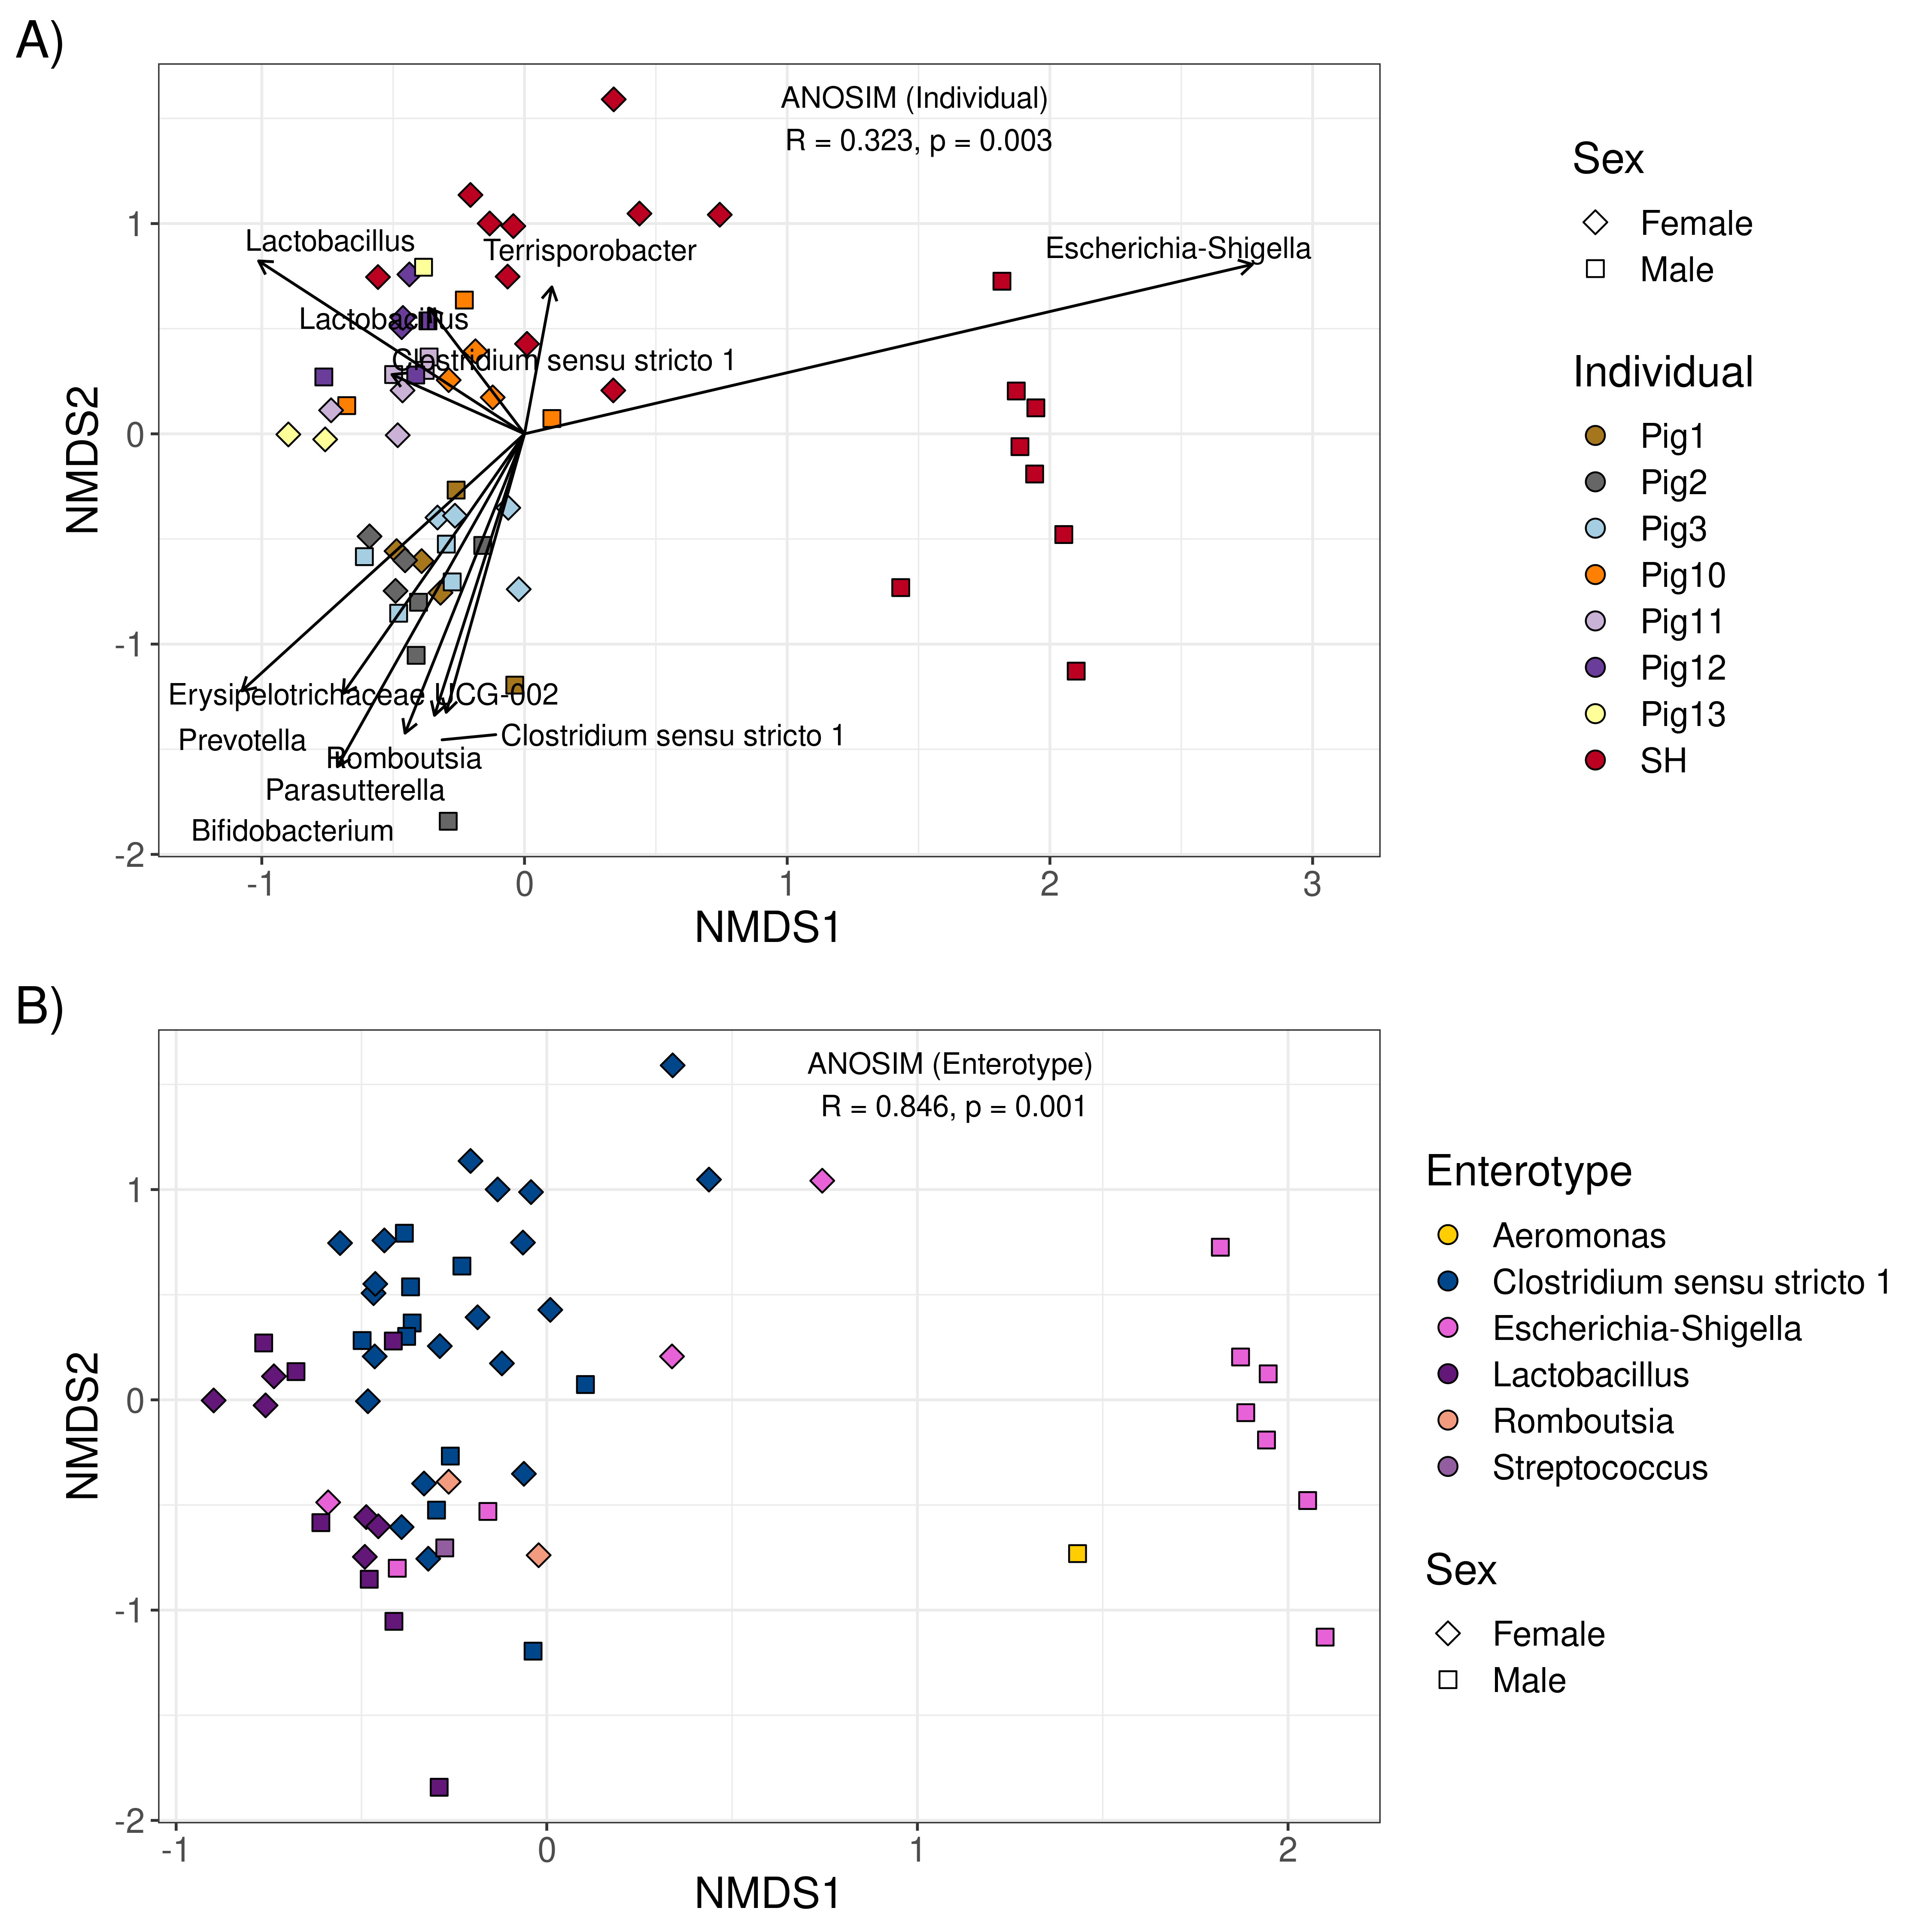 A)
ANOSIM (Individual)
R = 0.323, p = 0.003
Lactobacillus
Terrisporobacter
Escherichia-Shigella
Lactobacillus
Clostridium sensu stricto 1
Erysipelotrichaceae UCG-002
Prevotella
Clostridium sensu stricto 1
Romboutsia
Parasutterella
Bifidobacterium
1
0
-1
-2
NMDS2
-1
0
1
2
3
NMDS1
Sex
Female
Male
Individual
Pig1
Pig2
Pig3
Pig10
Pig11
Pig12
Pig13
SH
B)
ANOSIM (Enterotype)
R = 0.846, p = 0.001
1
0
-1
-2
NMDS2
-1
0
1
2
NMDS1
Enterotype
Aeromonas
Clostridium sensu stricto 1
Escherichia-Shigella
Lactobacillus
Romboutsia
Streptococcus
Sex
Female
Male